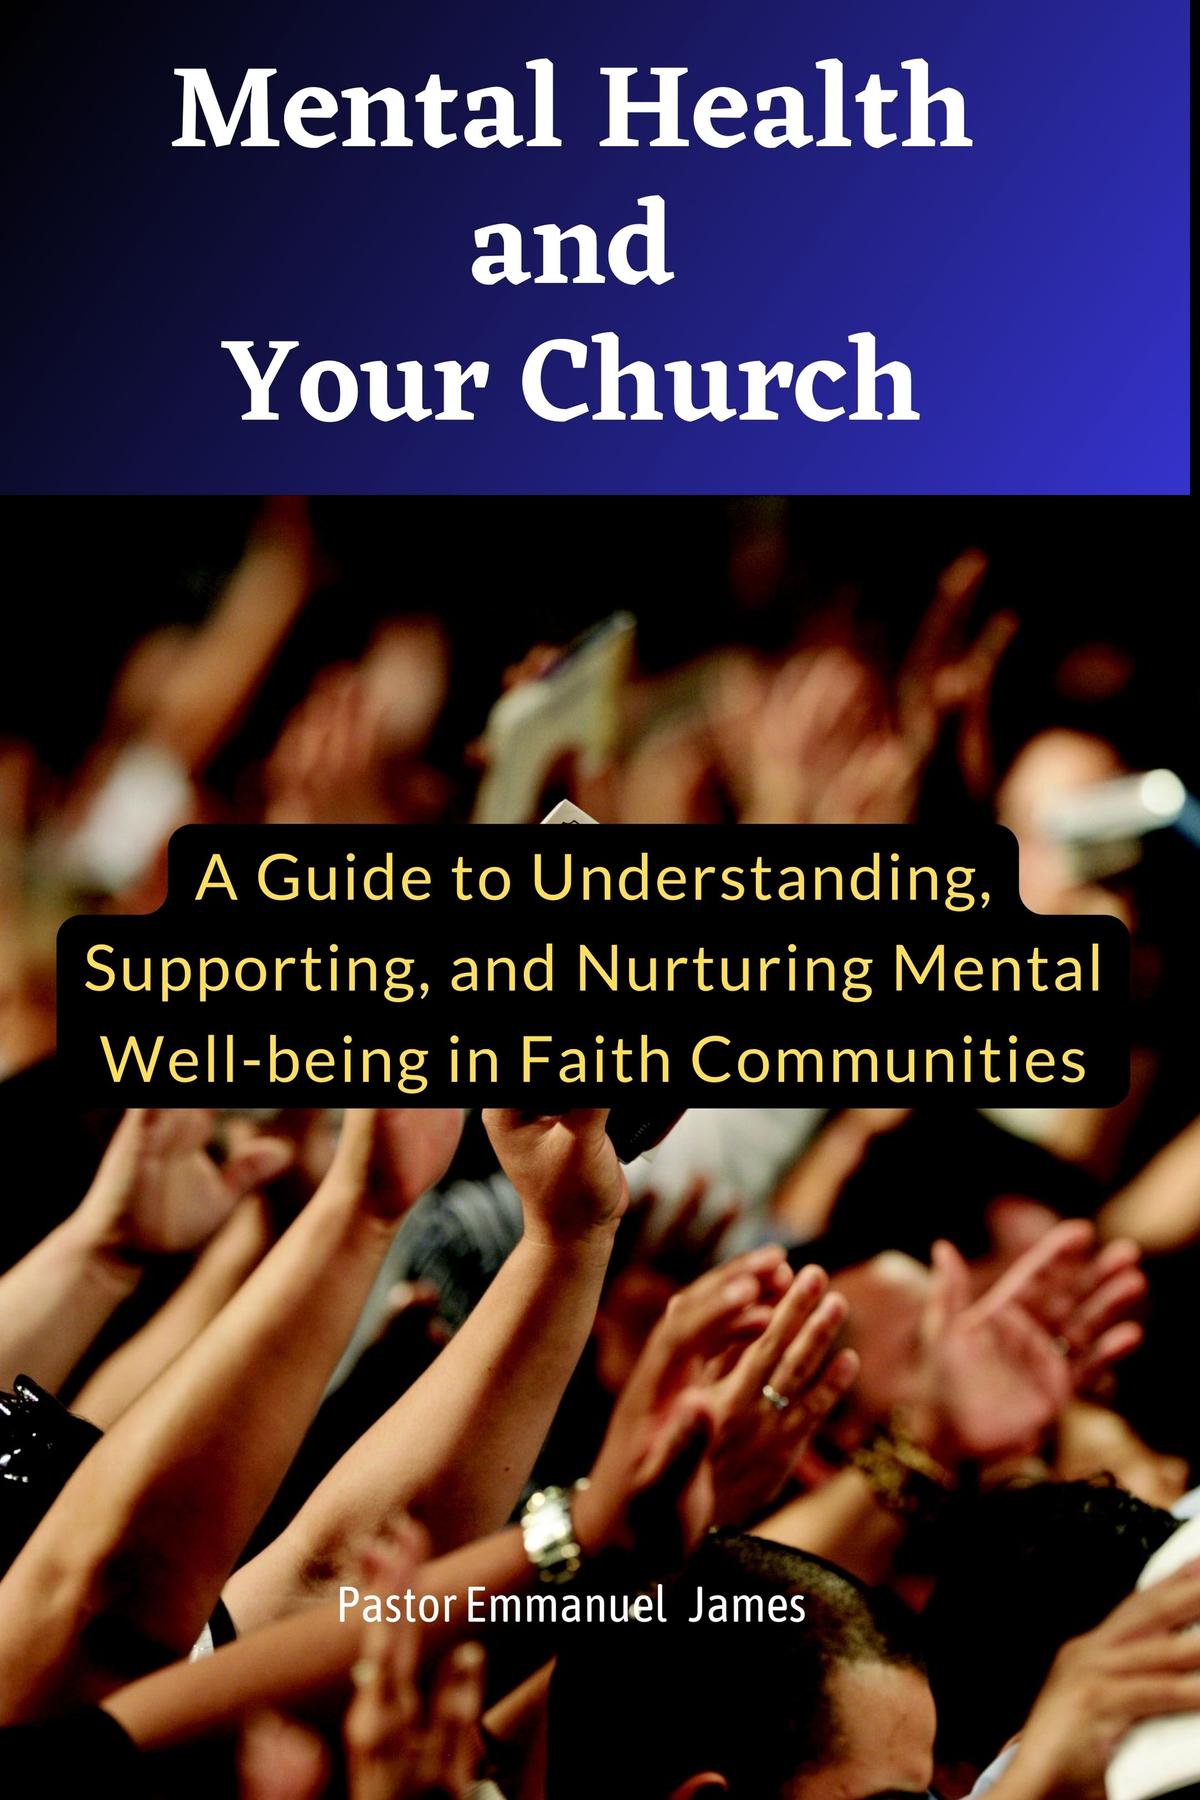 Mental Health
and
Your Church
A Guide to Understanding,
Supporting, and Nurturing Mental
Well-being in Faith Communities
Pastor Emmanuel James